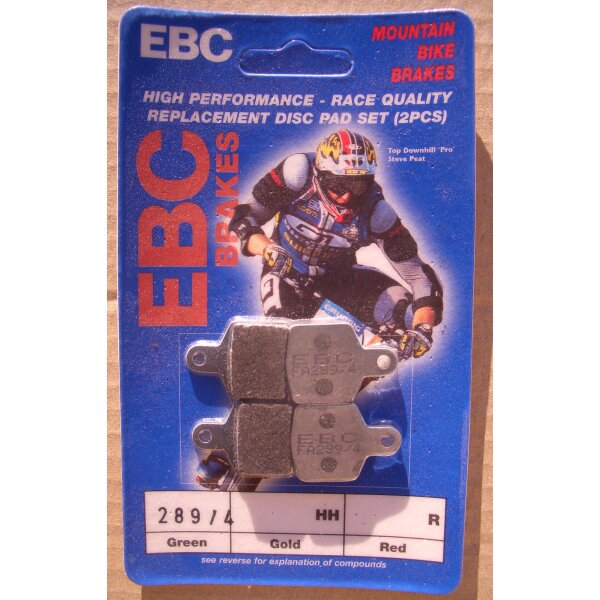 EBC
MOUNTAIN
BIKE
BRAKES
HIGH PERFORMANCE - RACE QUALITY
REPLACEMENT DISC PAD SET (2PCS)
Top Downhill 'Pro'
Steve Peat
EBC
BRAKES
EBC
FA289/4
EBC
FA289/4
289/4 HH R
Green Gold Red
see reverse for explanation of compounds